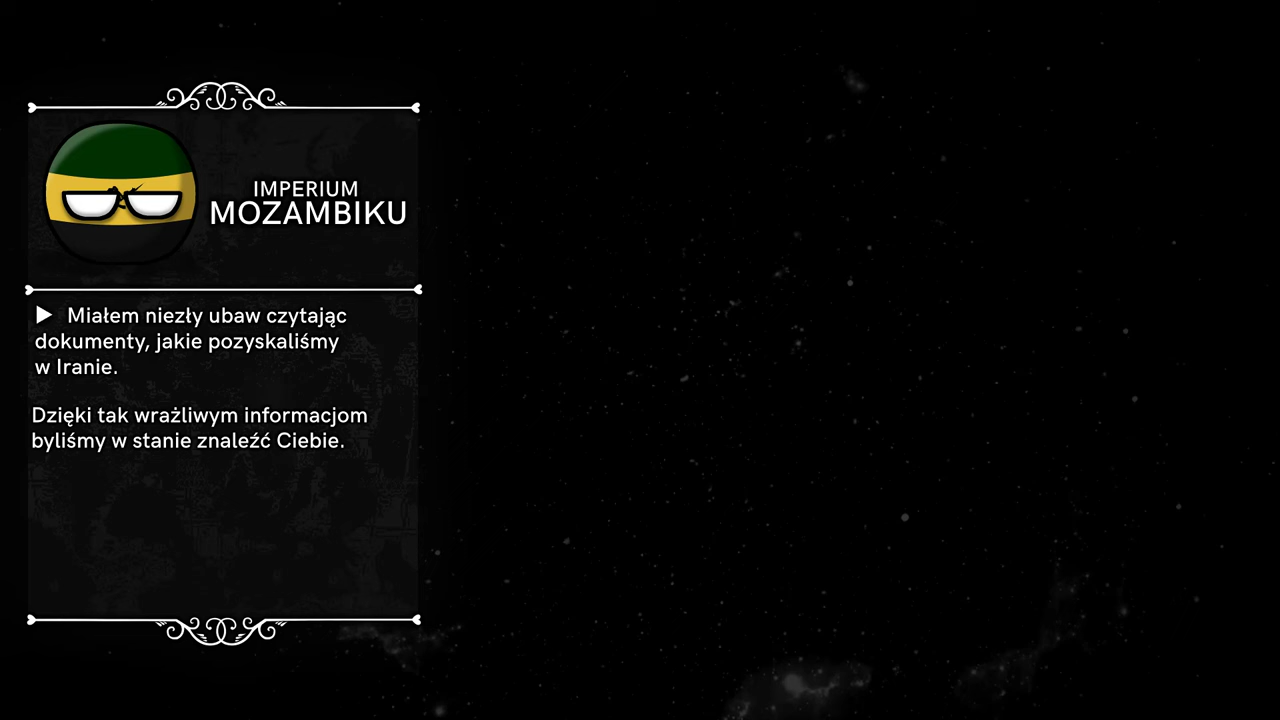 IMPERIUM
MOZAMBIKU
▶ Miałem niezły ubaw czytając
dokumenty, jakie pozyskaliśmy
w Iranie.
Dzięki tak wrażliwym informacjom
byliśmy w stanie znaleźć Ciebie.